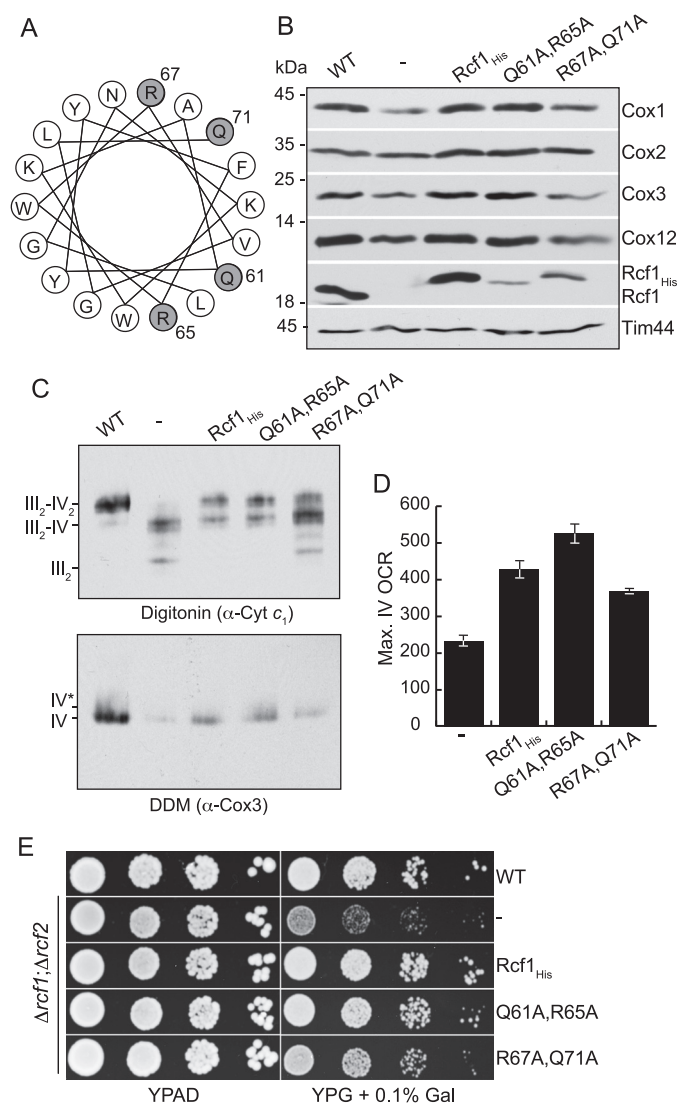 A
67
R
N
A
Y
71
Q
L
F
K
K
W
V
G
Q
61
Y
L
G
W
R
65
B
kDa
WT
-
Rcf1His
Q61A,R65A
R67A,Q71A
45
Cox1
35
Cox2
25
Cox3
14
Cox12
Rcf1His
Rcf1
18
45
Tim44
C
WT
-
Rcf1His
Q61A,R65A
R67A,Q71A
III2-IV2
III2-IV
III2
Digitonin (α-Cyt c1)
IV*
IV
DDM (α-Cox3)
D
Max. IV OCR
600
500
400
300
200
100
0
-
Rcf1His
Q61A,R65A
R67A,Q71A
E
Δrcf1;Δrcf2
WT
-
Rcf1His
Q61A,R65A
R67A,Q71A
YPAD
YPG + 0.1% Gal